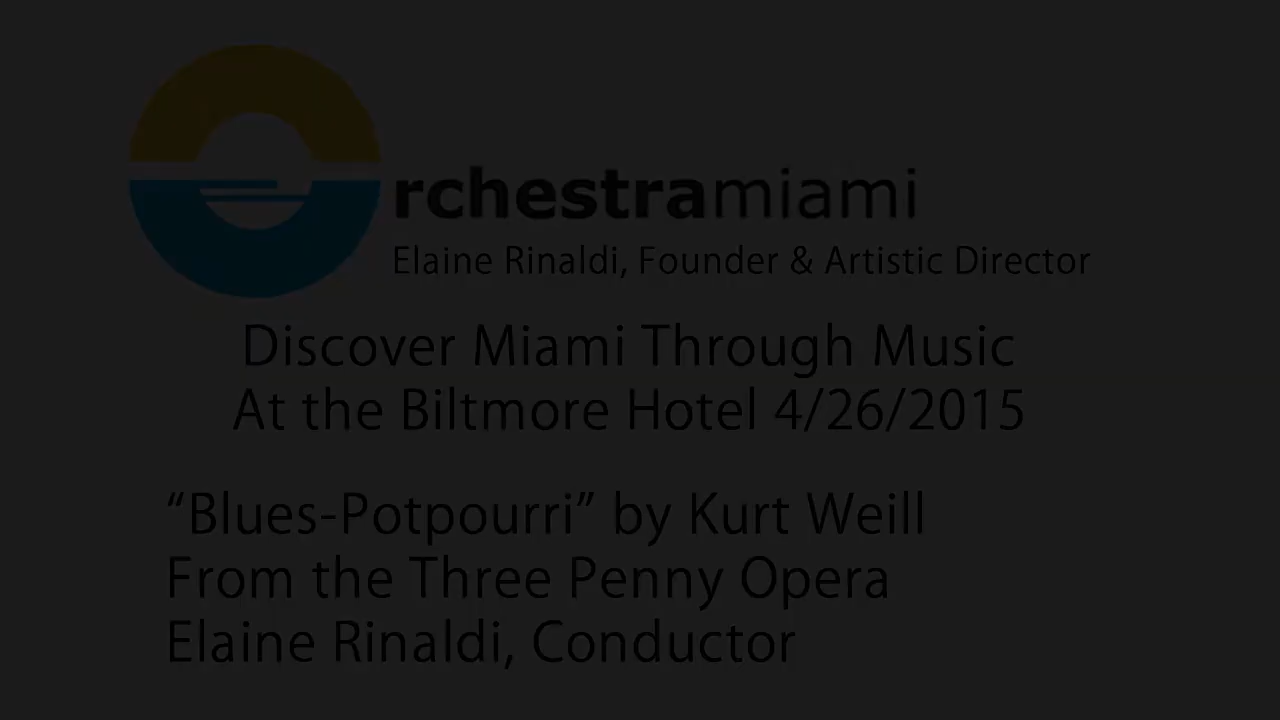 Orchestramiami
Elaine Rinaldi, Founder & Artistic Director
Discover Miami Through Music
At the Biltmore Hotel 4/26/2015
“Blues-Potpourri” by Kurt Weill
From the Three Penny Opera
Elaine Rinaldi, Conductor